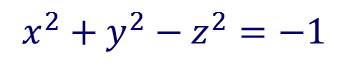 x² + y² − z² = −1